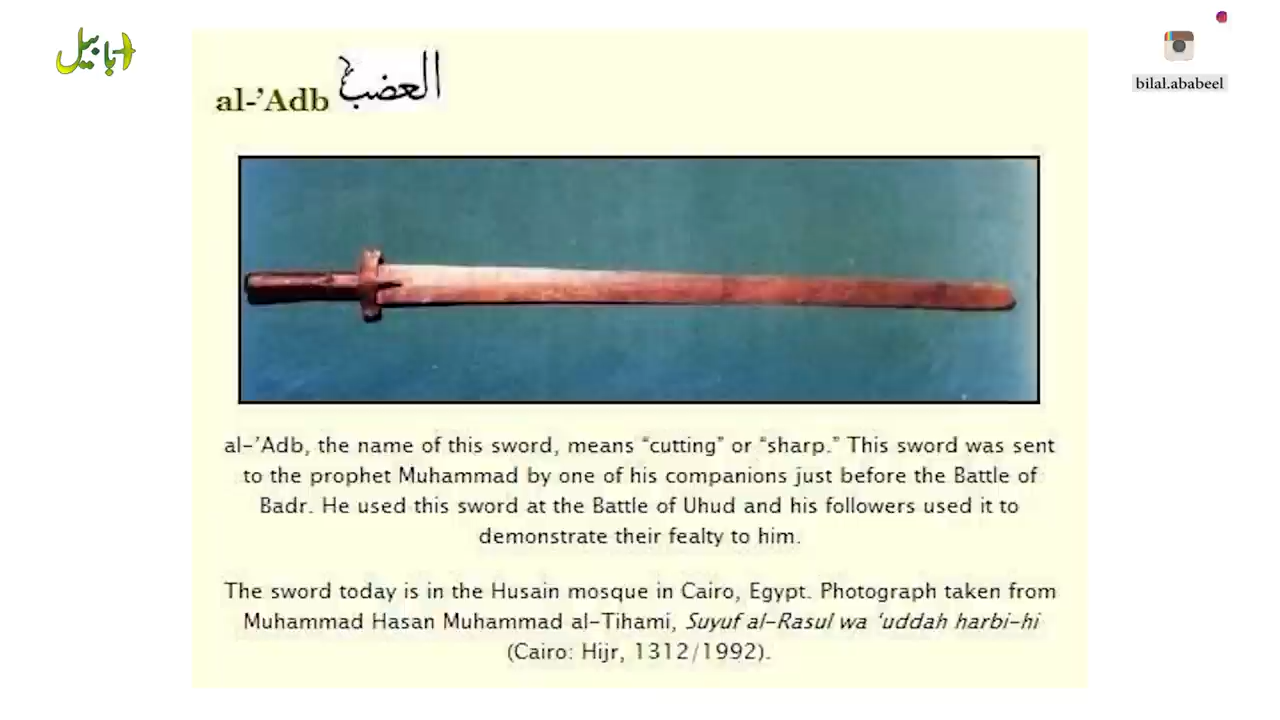 ابابیل
bilal.ababeel
al-’Adb العضب
al-’Adb, the name of this sword, means “cutting” or “sharp.” This sword was sent
to the prophet Muhammad by one of his companions just before the Battle of
Badr. He used this sword at the Battle of Uhud and his followers used it to
demonstrate their fealty to him.
The sword today is in the Husain mosque in Cairo, Egypt. Photograph taken from
Muhammad Hasan Muhammad al-Tihami, Suyuf al-Rasul wa ‘uddah harbi-hi
(Cairo: Hijr, 1312/1992).